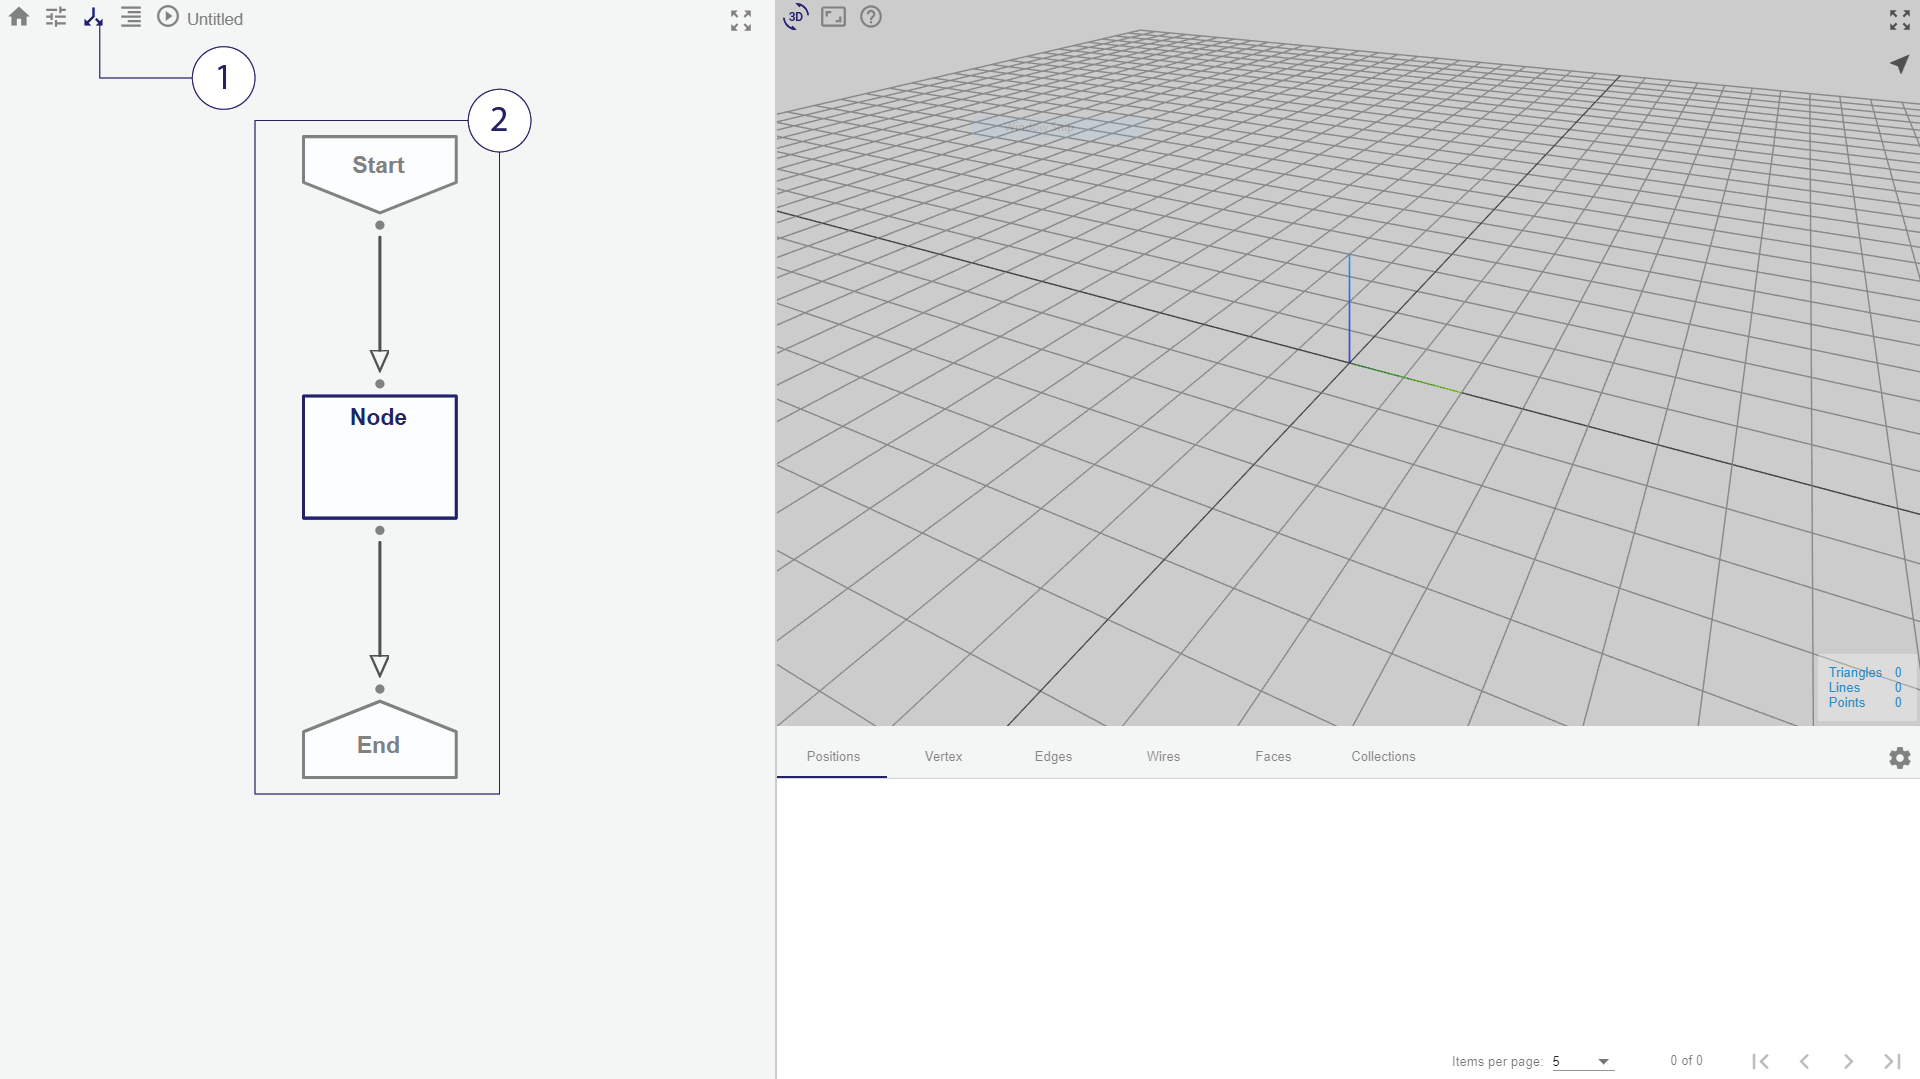 Untitled
1
2
Start
Node
End
3D
Triangles 0
Lines 0
Points 0
Positions Vertex Edges Wires Faces Collections
Items per page: 5 0 of 0